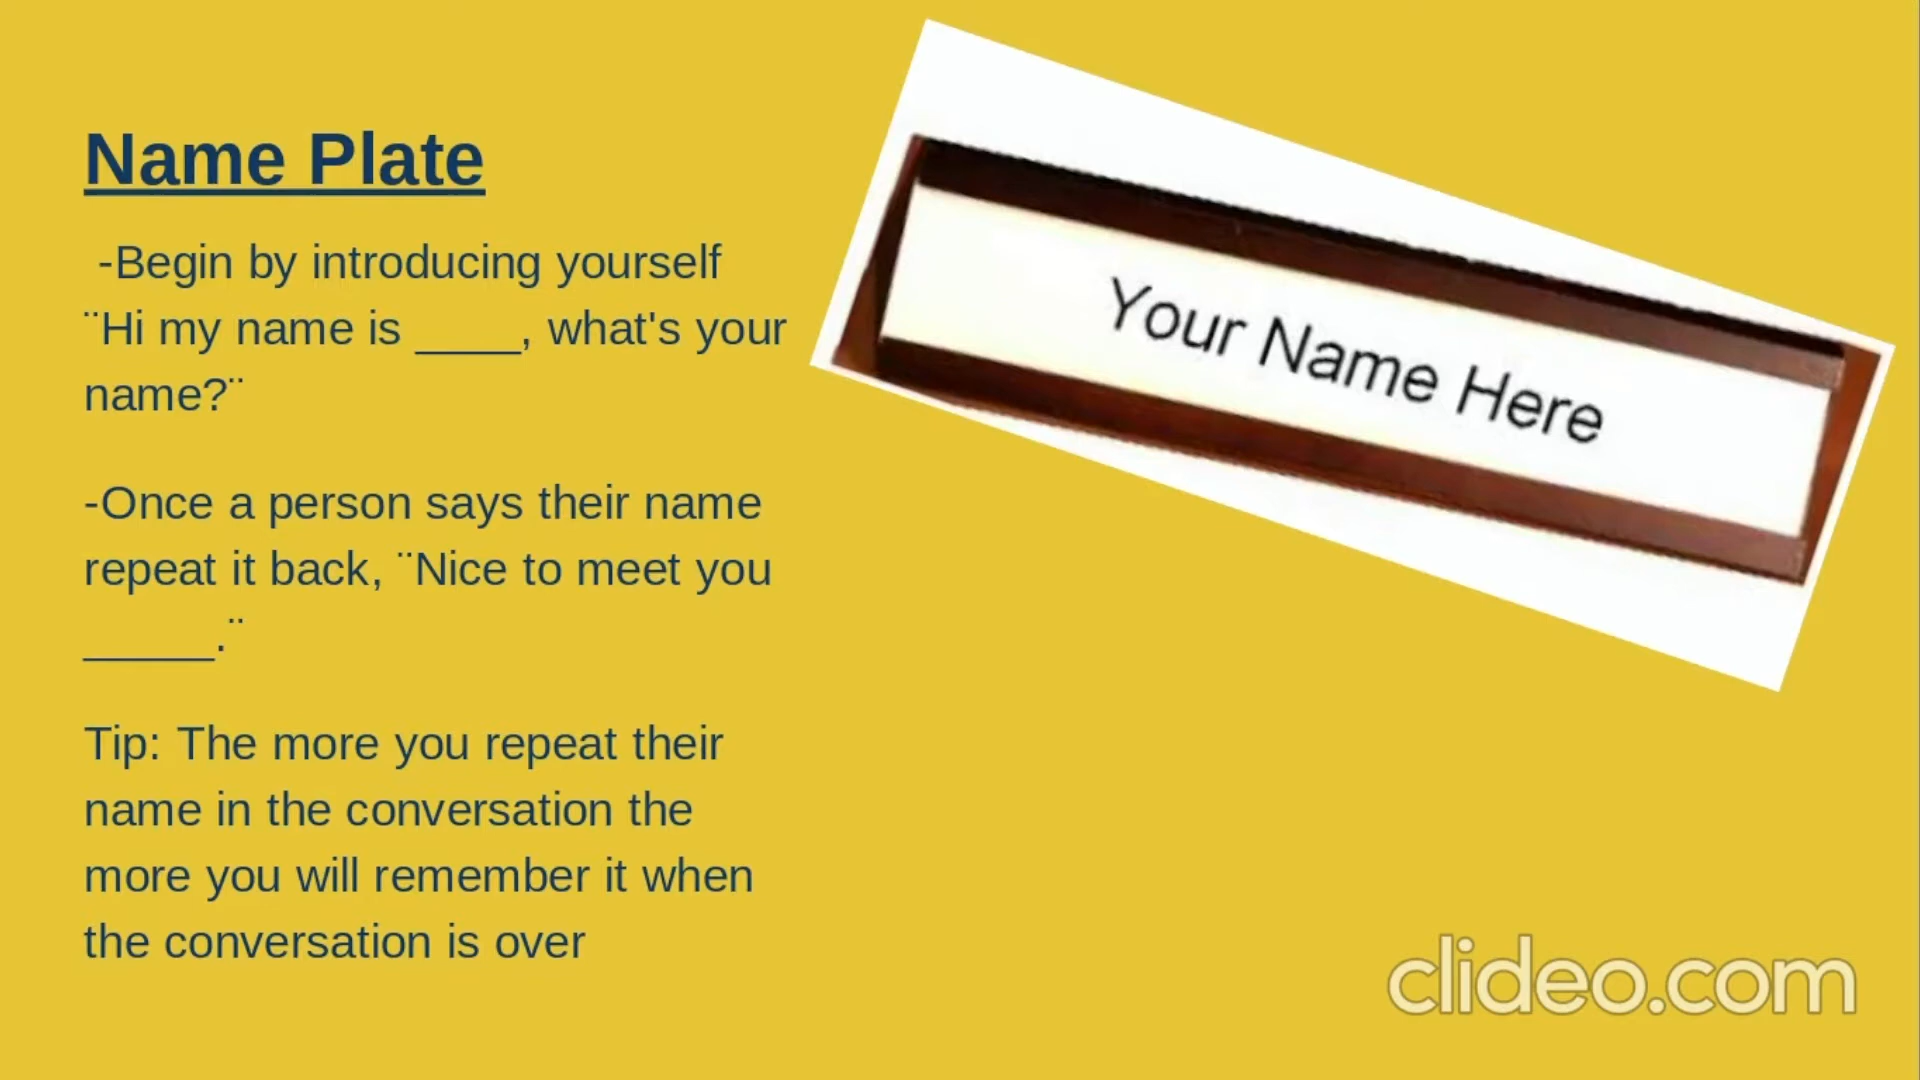 Name Plate
-Begin by introducing yourself
¨Hi my name is ____, what's your
name?¨
-Once a person says their name
repeat it back, ¨Nice to meet you
_____.¨
Tip: The more you repeat their
name in the conversation the
more you will remember it when
the conversation is over
Your Name Here
clideo.com